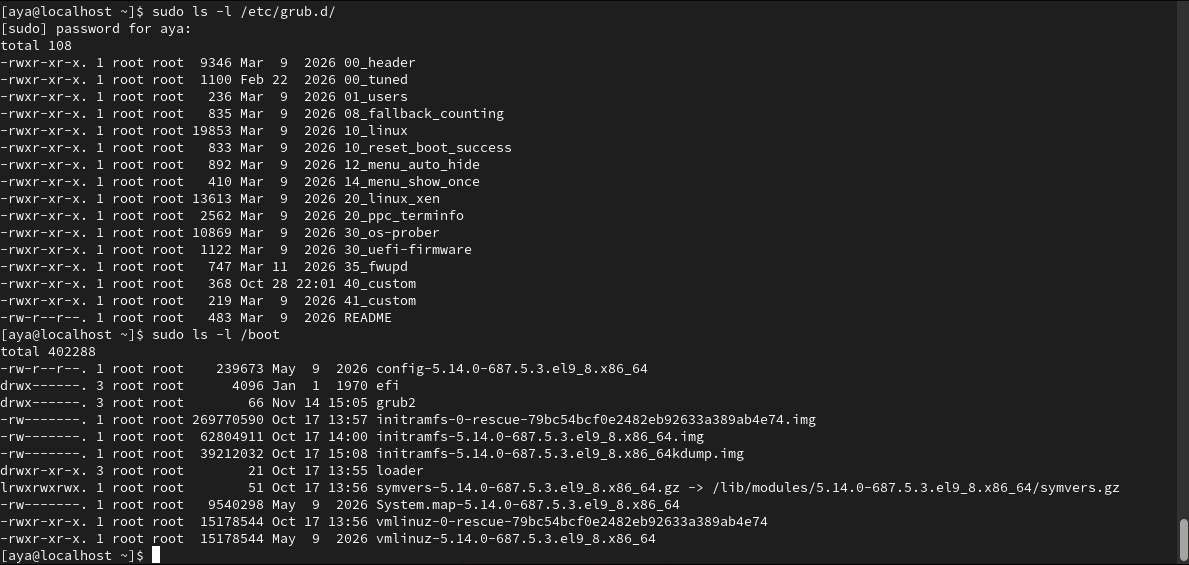 [aya@localhost ~]$ sudo ls -l /etc/grub.d/
[sudo] password for aya:
total 108
-rwxr-xr-x. 1 root root  9346 Mar  9  2026 00_header
-rwxr-xr-x. 1 root root  1100 Feb 22  2026 00_tuned
-rwxr-xr-x. 1 root root   236 Mar  9  2026 01_users
-rwxr-xr-x. 1 root root   835 Mar  9  2026 08_fallback_counting
-rwxr-xr-x. 1 root root 19853 Mar  9  2026 10_linux
-rwxr-xr-x. 1 root root   833 Mar  9  2026 10_reset_boot_success
-rwxr-xr-x. 1 root root   892 Mar  9  2026 12_menu_auto_hide
-rwxr-xr-x. 1 root root   410 Mar  9  2026 14_menu_show_once
-rwxr-xr-x. 1 root root 13613 Mar  9  2026 20_linux_xen
-rwxr-xr-x. 1 root root  2562 Mar  9  2026 20_ppc_terminfo
-rwxr-xr-x. 1 root root 10869 Mar  9  2026 30_os-prober
-rwxr-xr-x. 1 root root  1122 Mar  9  2026 30_uefi-firmware
-rwxr-xr-x. 1 root root   747 Mar 11  2026 35_fwupd
-rwxr-xr-x. 1 root root   368 Oct 28 22:01 40_custom
-rwxr-xr-x. 1 root root   219 Mar  9  2026 41_custom
-rw-r--r--. 1 root root   483 Mar  9  2026 README
[aya@localhost ~]$ sudo ls -l /boot
total 402288
-rw-r--r--. 1 root root    239673 May  9  2026 config-5.14.0-687.5.3.el9_8.x86_64
drwx------. 3 root root      4096 Jan  1  1970 efi
drwx------. 3 root root        66 Nov 14 15:05 grub2
-rw-------. 1 root root 269770590 Oct 17 13:57 initramfs-0-rescue-79bc54bcf0e2482eb92633a389ab4e74.img
-rw-------. 1 root root  62804911 Oct 17 14:00 initramfs-5.14.0-687.5.3.el9_8.x86_64.img
-rw-------. 1 root root  39212032 Oct 17 15:08 initramfs-5.14.0-687.5.3.el9_8.x86_64kdump.img
drwxr-xr-x. 3 root root        21 Oct 17 13:55 loader
lrwxrwxrwx. 1 root root        51 Oct 17 13:56 symvers-5.14.0-687.5.3.el9_8.x86_64.gz -> /lib/modules/5.14.0-687.5.3.el9_8.x86_64/symvers.gz
-rw-------. 1 root root   9540298 May  9  2026 System.map-5.14.0-687.5.3.el9_8.x86_64
-rwxr-xr-x. 1 root root  15178544 Oct 17 13:56 vmlinuz-0-rescue-79bc54bcf0e2482eb92633a389ab4e74
-rwxr-xr-x. 1 root root  15178544 May  9  2026 vmlinuz-5.14.0-687.5.3.el9_8.x86_64
[aya@localhost ~]$